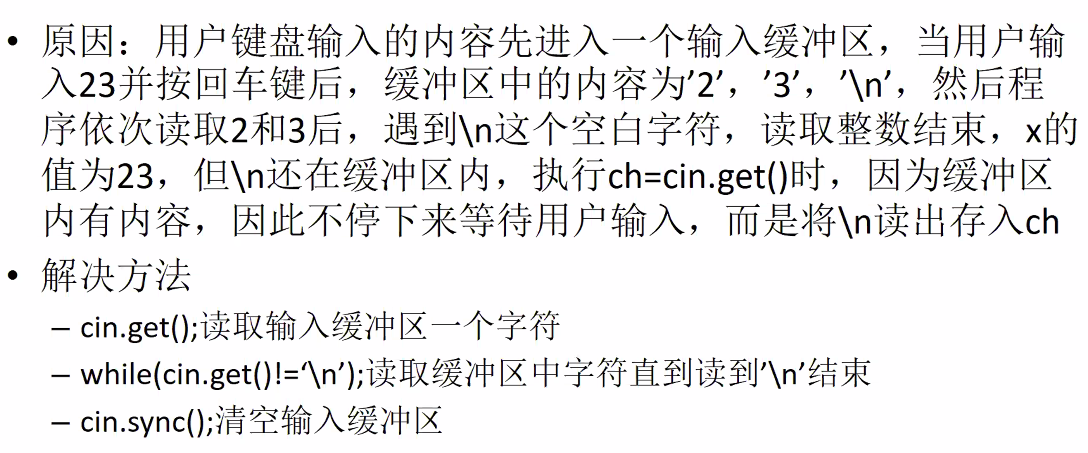 • 原因：用户键盘输入的内容先进入一个输入缓冲区，当用户输
入23并按回车键后，缓冲区中的内容为’2’，’3’，’\n’，然后程
序依次读取2和3后，遇到\n这个空白字符，读取整数结束，x的
值为23，但\n还在缓冲区内，执行ch=cin.get()时，因为缓冲区
内有内容，因此不停下来等待用户输入，而是将\n读出存入ch
• 解决方法
– cin.get();读取输入缓冲区一个字符
– while(cin.get()!=‘\n’);读取缓冲区中字符直到读到’\n’结束
– cin.sync();清空输入缓冲区